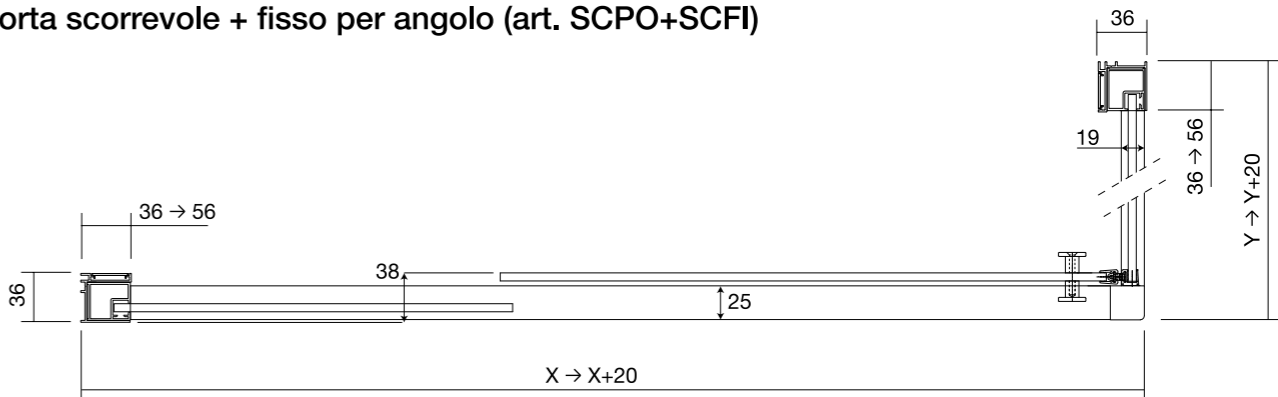 orta scorrevole + fisso per angolo (art. SCPO+SCFI)
36
19
36 → 56
Y → Y+20
36 → 56
36
38
25
X → X+20